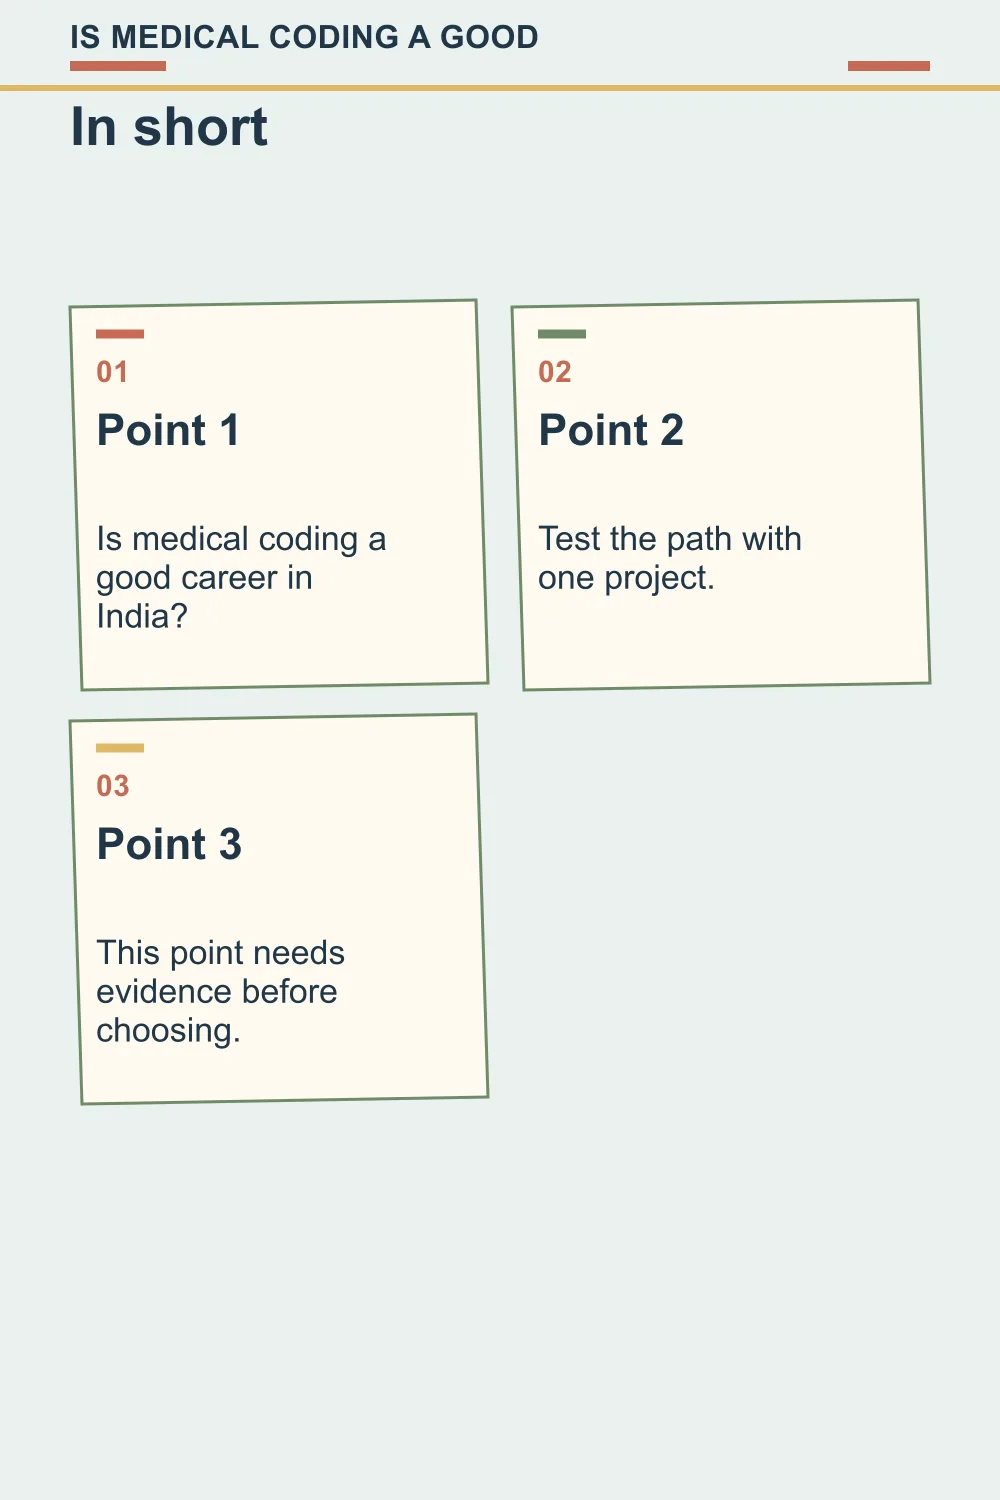 IS MEDICAL CODING A GOOD
In short
01
Point 1
Is medical coding a
good career in
India?
02
Point 2
Test the path with
one project.
03
Point 3
This point needs
evidence before
choosing.